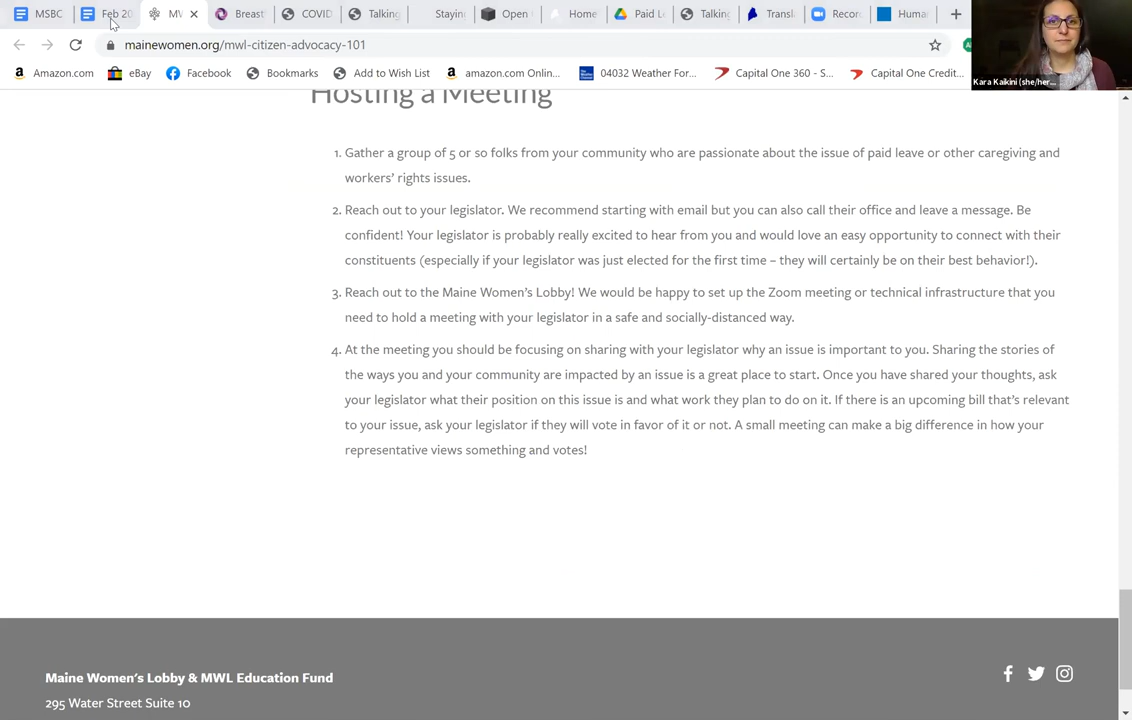 MSBC
Feb 20
MW
Breast
COVID
Talking
Stayin
Open
Home
Paid L
Talking
Transl
Recor
Huma
mainewomen.org/mwl-citizen-advocacy-101
Amazon.com
eBay
Facebook
Bookmarks
Add to Wish List
amazon.com Onlin...
04032 Weather For...
Capital One 360 - S...
Capital One Credit...
Kara Kaikini (she/her...
Hosting a Meeting
1. Gather a group of 5 or so folks from your community who are passionate about the issue of paid leave or other caregiving and
workers' rights issues.
2. Reach out to your legislator. We recommend starting with email but you can also call their office and leave a message. Be
confident! Your legislator is probably really excited to hear from you and would love an easy opportunity to connect with their
constituents (especially if your legislator was just elected for the first time – they will certainly be on their best behavior!).
3. Reach out to the Maine Women's Lobby! We would be happy to set up the Zoom meeting or technical infrastructure that you
need to hold a meeting with your legislator in a safe and socially-distanced way.
4. At the meeting you should be focusing on sharing with your legislator why an issue is important to you. Sharing the stories of
the ways you and your community are impacted by an issue is a great place to start. Once you have shared your thoughts, ask
your legislator what their position on this issue is and what work they plan to do on it. If there is an upcoming bill that's relevant
to your issue, ask your legislator if they will vote in favor of it or not. A small meeting can make a big difference in how your
representative views something and votes!
Maine Women's Lobby & MWL Education Fund
295 Water Street Suite 10